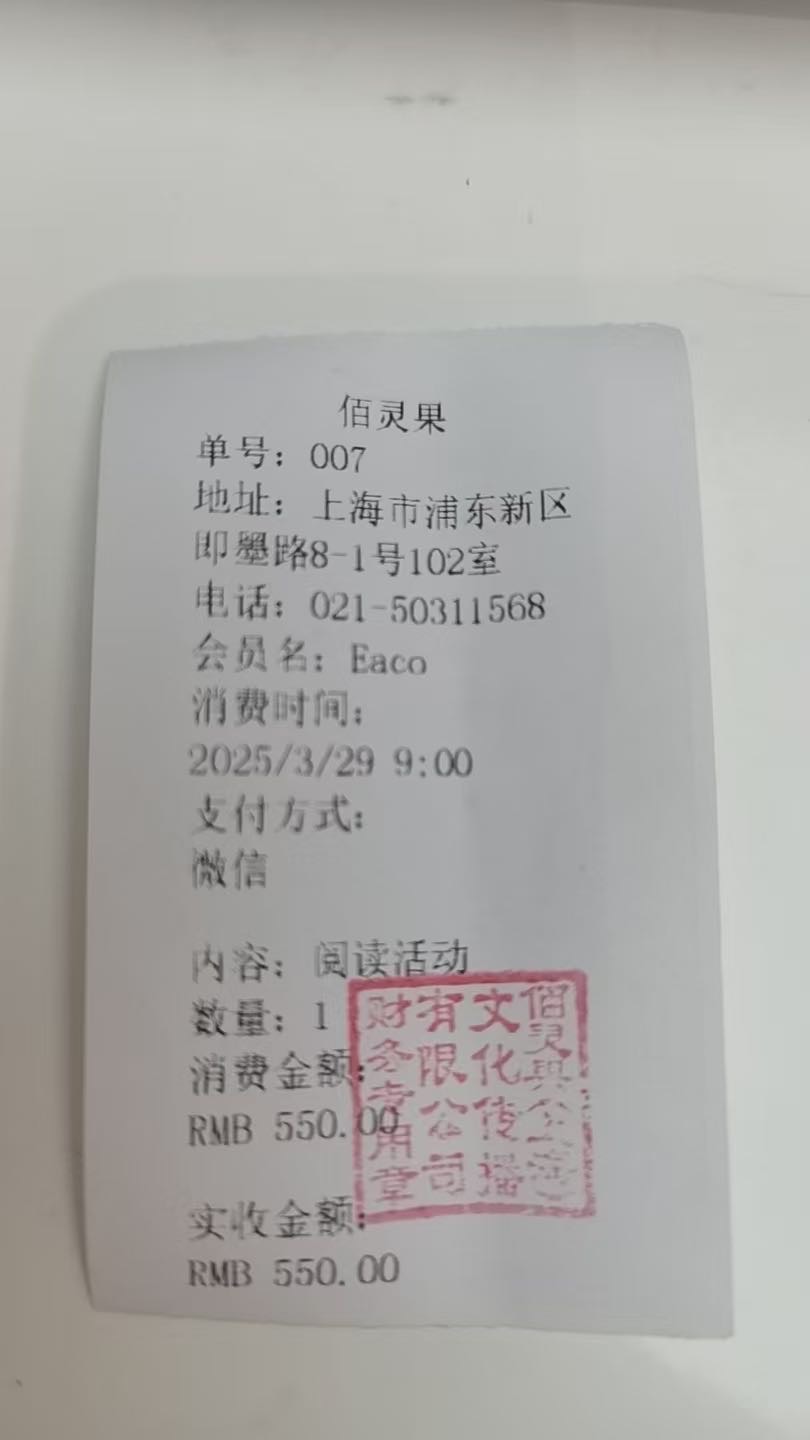 佰灵果
单号：007
地址：上海市浦东新区
即墨路8-1号102室
电话：021-50311568
会员名：Eaco
消费时间：
2025/3/29 9:00
支付方式：
微信
内容：阅读活动
数量：1
消费金额：
RMB 550.00
实收金额：
RMB 550.00
佰灵果
文化传播
有限公司
财务专用章